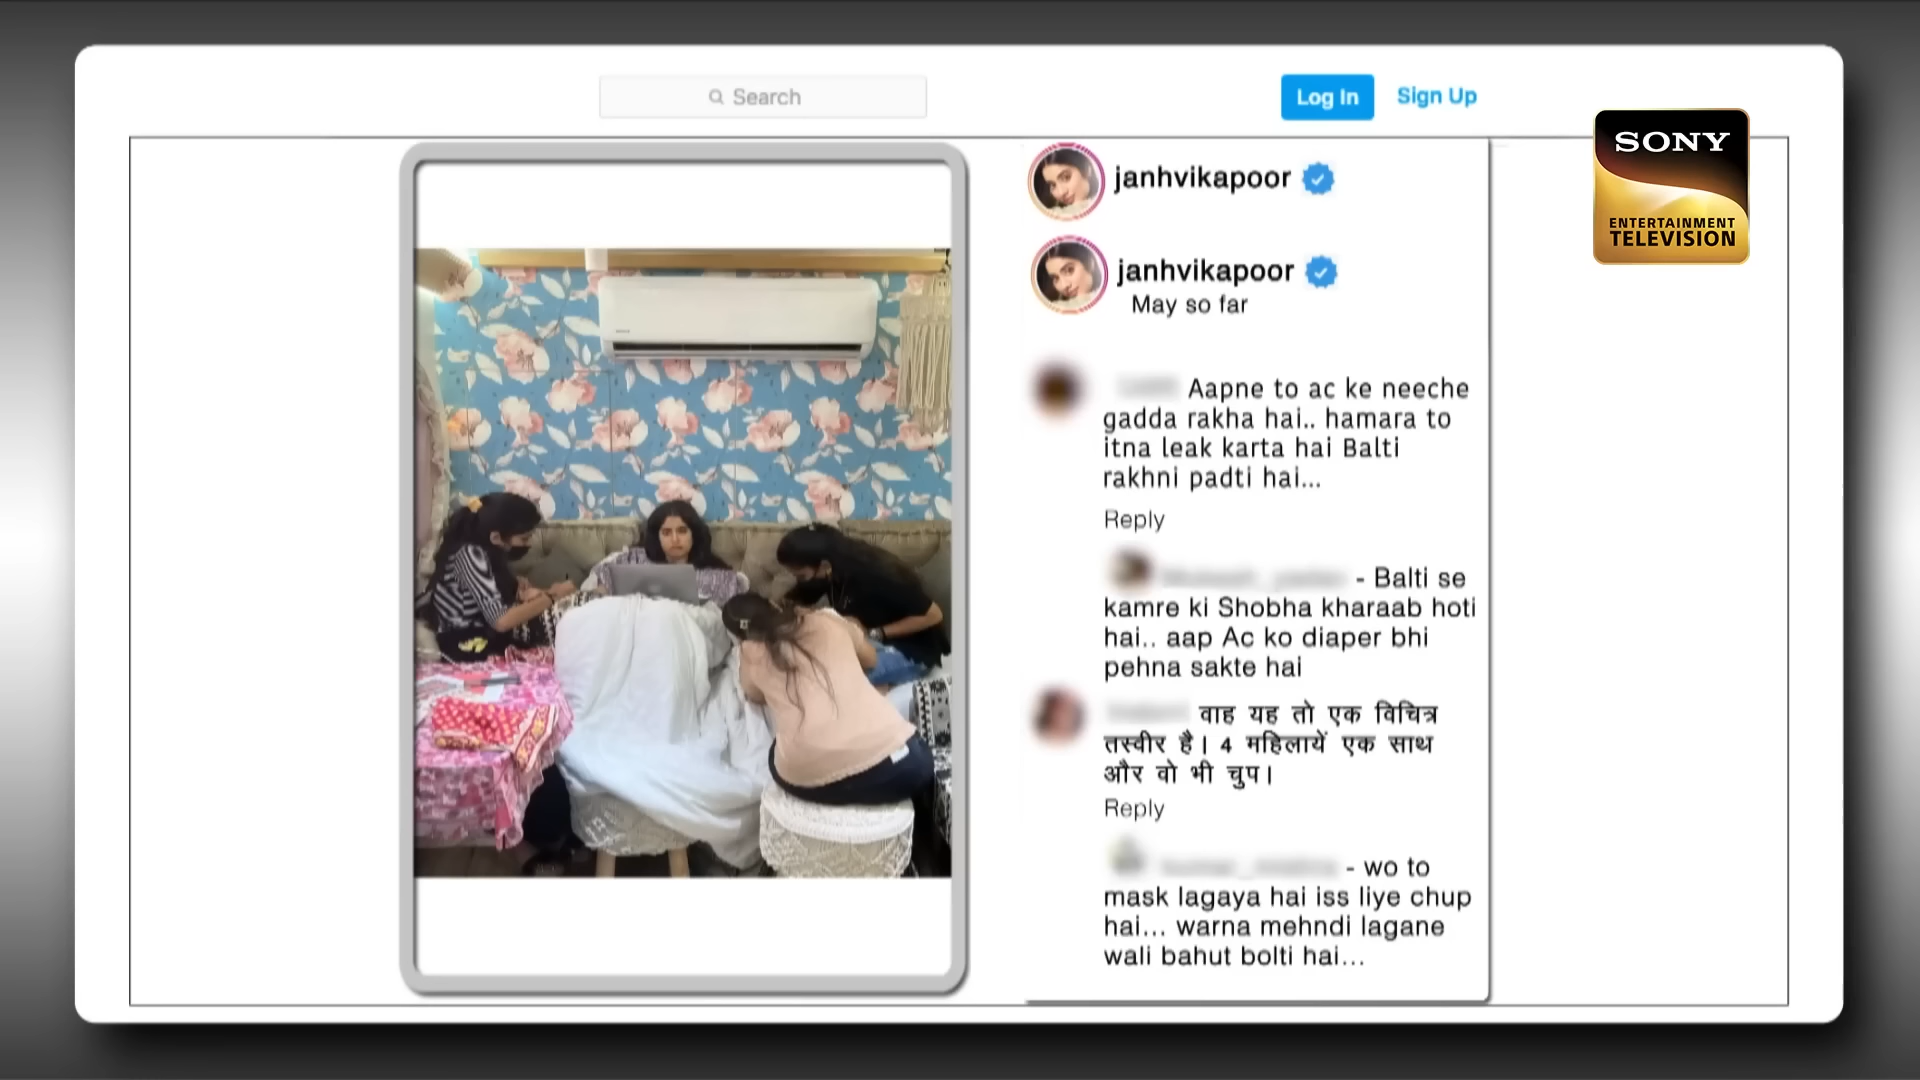 Search
Log In
Sign Up
SONY
ENTERTAINMENT
TELEVISION
janhvikapoor
janhvikapoor
May so far
Aapne to ac ke neeche
gadda rakha hai.. hamara to
itna leak karta hai Balti
rakhni padti hai...
Reply
- Balti se
kamre ki Shobha kharaab hoti
hai.. aap Ac ko diaper bhi
pehna sakte hai
वाह यह तो एक विचित्र
तस्वीर है। 4 महिलायें एक साथ
और वो भी चुप।
Reply
- wo to
mask lagaya hai iss liye chup
hai... warna mehndi lagane
wali bahut bolti hai...